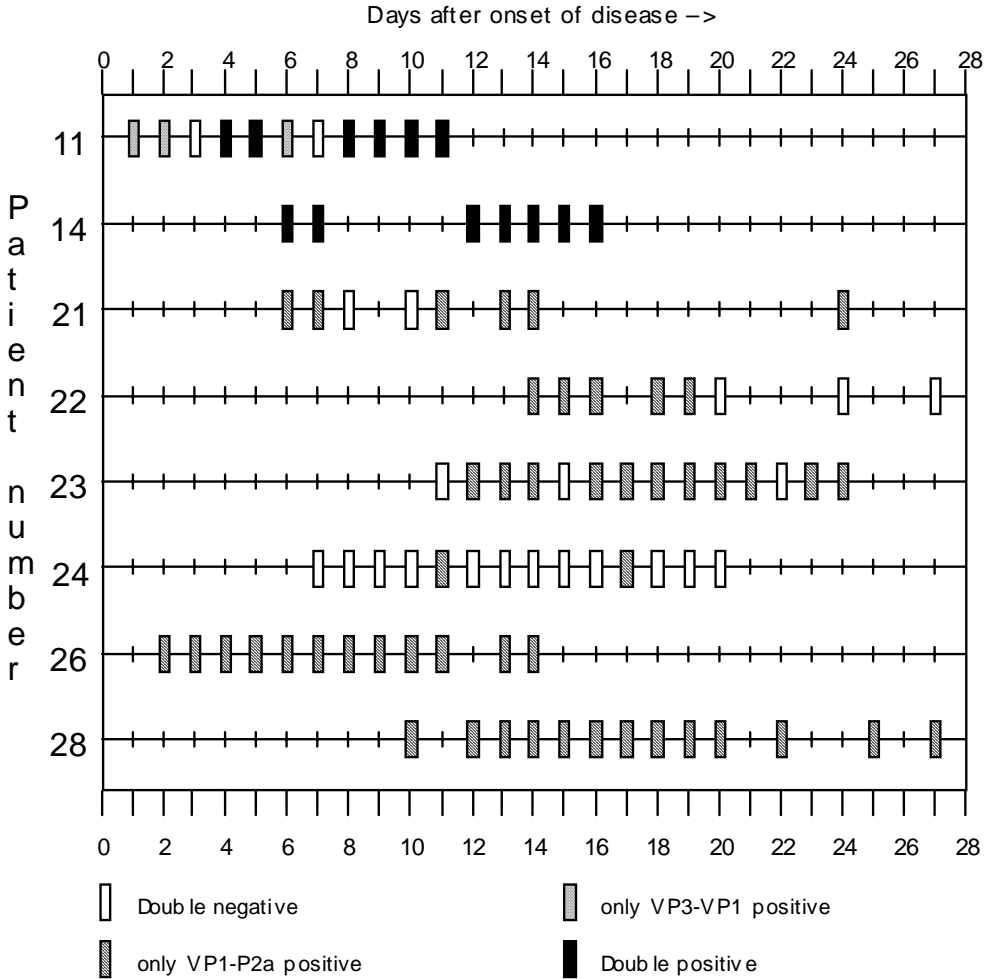 Days after onset of disease –>
0 2 4 6 8 10 12 14 16 18 20 22 24 26 28
Patient number
11
14
21
22
23
24
26
28
0 2 4 6 8 10 12 14 16 18 20 22 24 26 28
Double negative
only VP3-VP1 positive
only VP1-P2a positive
Double positive